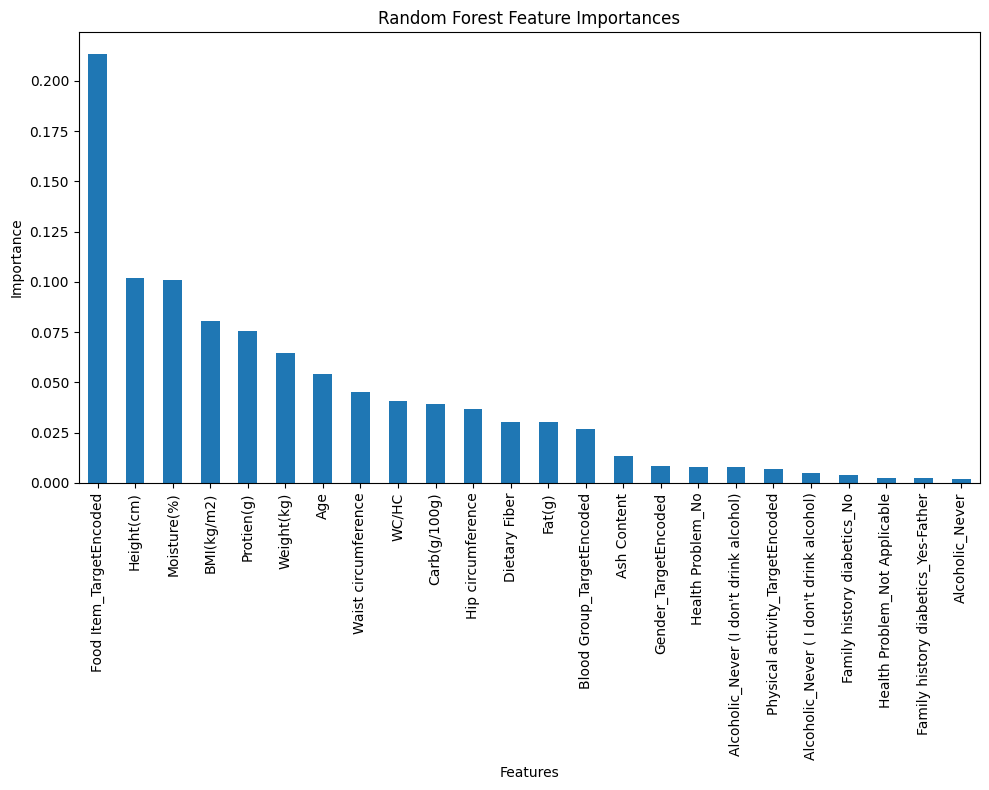 Random Forest Feature Importances
Importance
0.200
0.175
0.150
0.125
0.100
0.075
0.050
0.025
0.000
Food Item_TargetEncoded
Height(cm)
Moisture(%)
BMI(kg/m2)
Protien(g)
Weight(kg)
Age
Waist circumference
WC/HC
Carb(g/100g)
Hip circumference
Dietary Fiber
Fat(g)
Blood Group_TargetEncoded
Ash Content
Gender_TargetEncoded
Health Problem_No
Alcoholic_Never (I don't drink alcohol)
Physical activity_TargetEncoded
Alcoholic_Never ( I don't drink alcohol)
Family history diabetics_No
Health Problem_Not Applicable
Family history diabetics_Yes-Father
Alcoholic_Never
Features